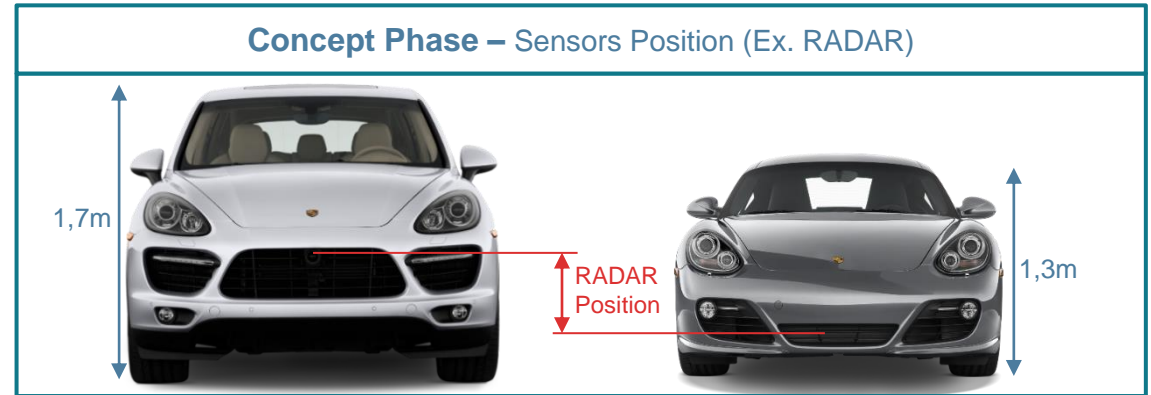 Concept Phase – Sensors Position (Ex. RADAR)
1,7m
RADAR
Position
1,3m